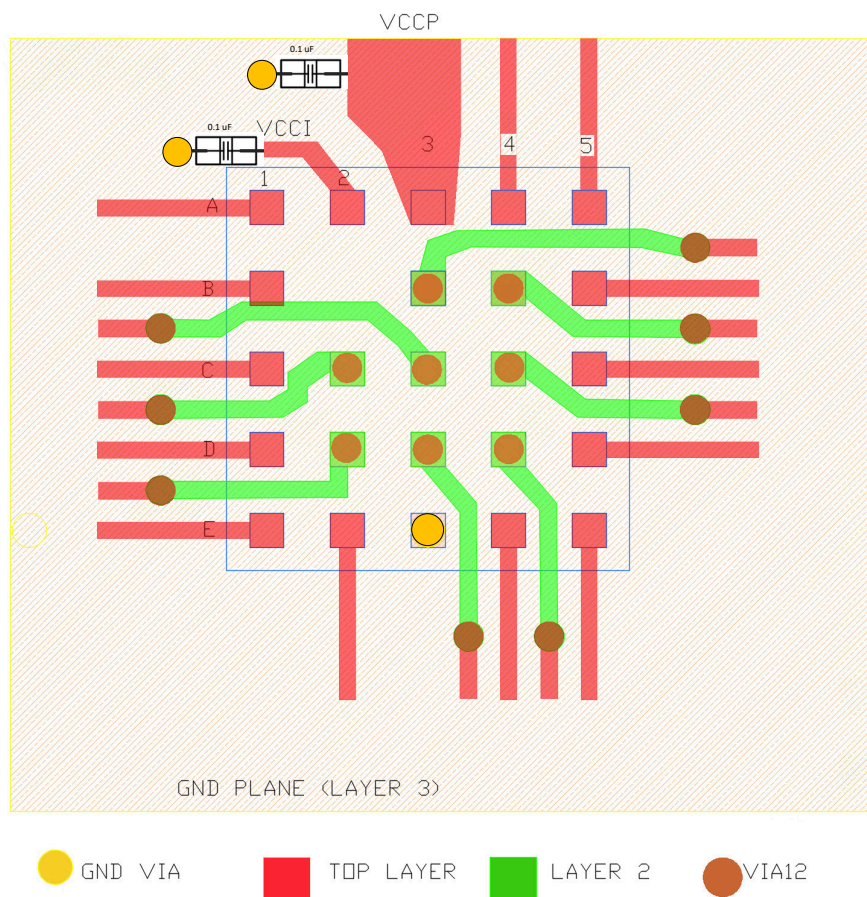 VCCP
0.1 uF
0.1 uF
VCCI
3
4
5
1
2
A
B
C
D
E
GND PLANE (LAYER 3)
GND VIA
TOP LAYER
LAYER 2
VIA12